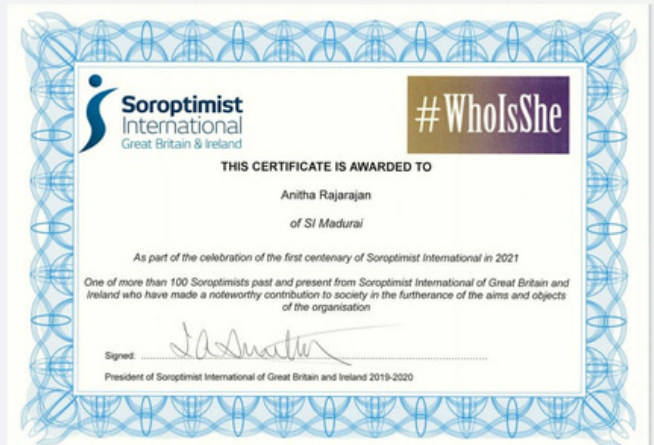 Soroptimist
International
Great Britain & Ireland
#WhoIsShe
THIS CERTIFICATE IS AWARDED TO
Anitha Rajarajan
of SI Madurai
As part of the celebration of the first centenary of Soroptimist International in 2021
One of more than 100 Soroptimists past and present from Soroptimist International of Great Britain and
Ireland who have made a noteworthy contribution to society in the furtherance of the aims and objects
of the organisation
Signed:
President of Soroptimist International of Great Britain and Ireland 2019-2020